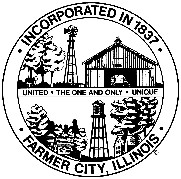 • INCORPORATED IN 1837 •
UNITED • THE ONE AND ONLY • UNIQUE
FARMER CITY, ILLINOIS